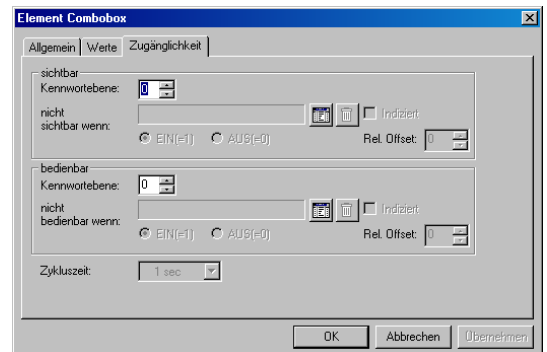 Element Combobox
Allgemein Werte Zugänglichkeit
sichtbar
Kennwortebene: 0
nicht
sichtbar wenn:
Indiziert
EIN(=1) AUS(=0) Rel. Offset: 0
bedienbar
Kennwortebene: 0
nicht
bedienbar wenn:
Indiziert
EIN(=1) AUS(=0) Rel. Offset: 0
Zykluszeit: 1 sec
OK Abbrechen Übernehmen